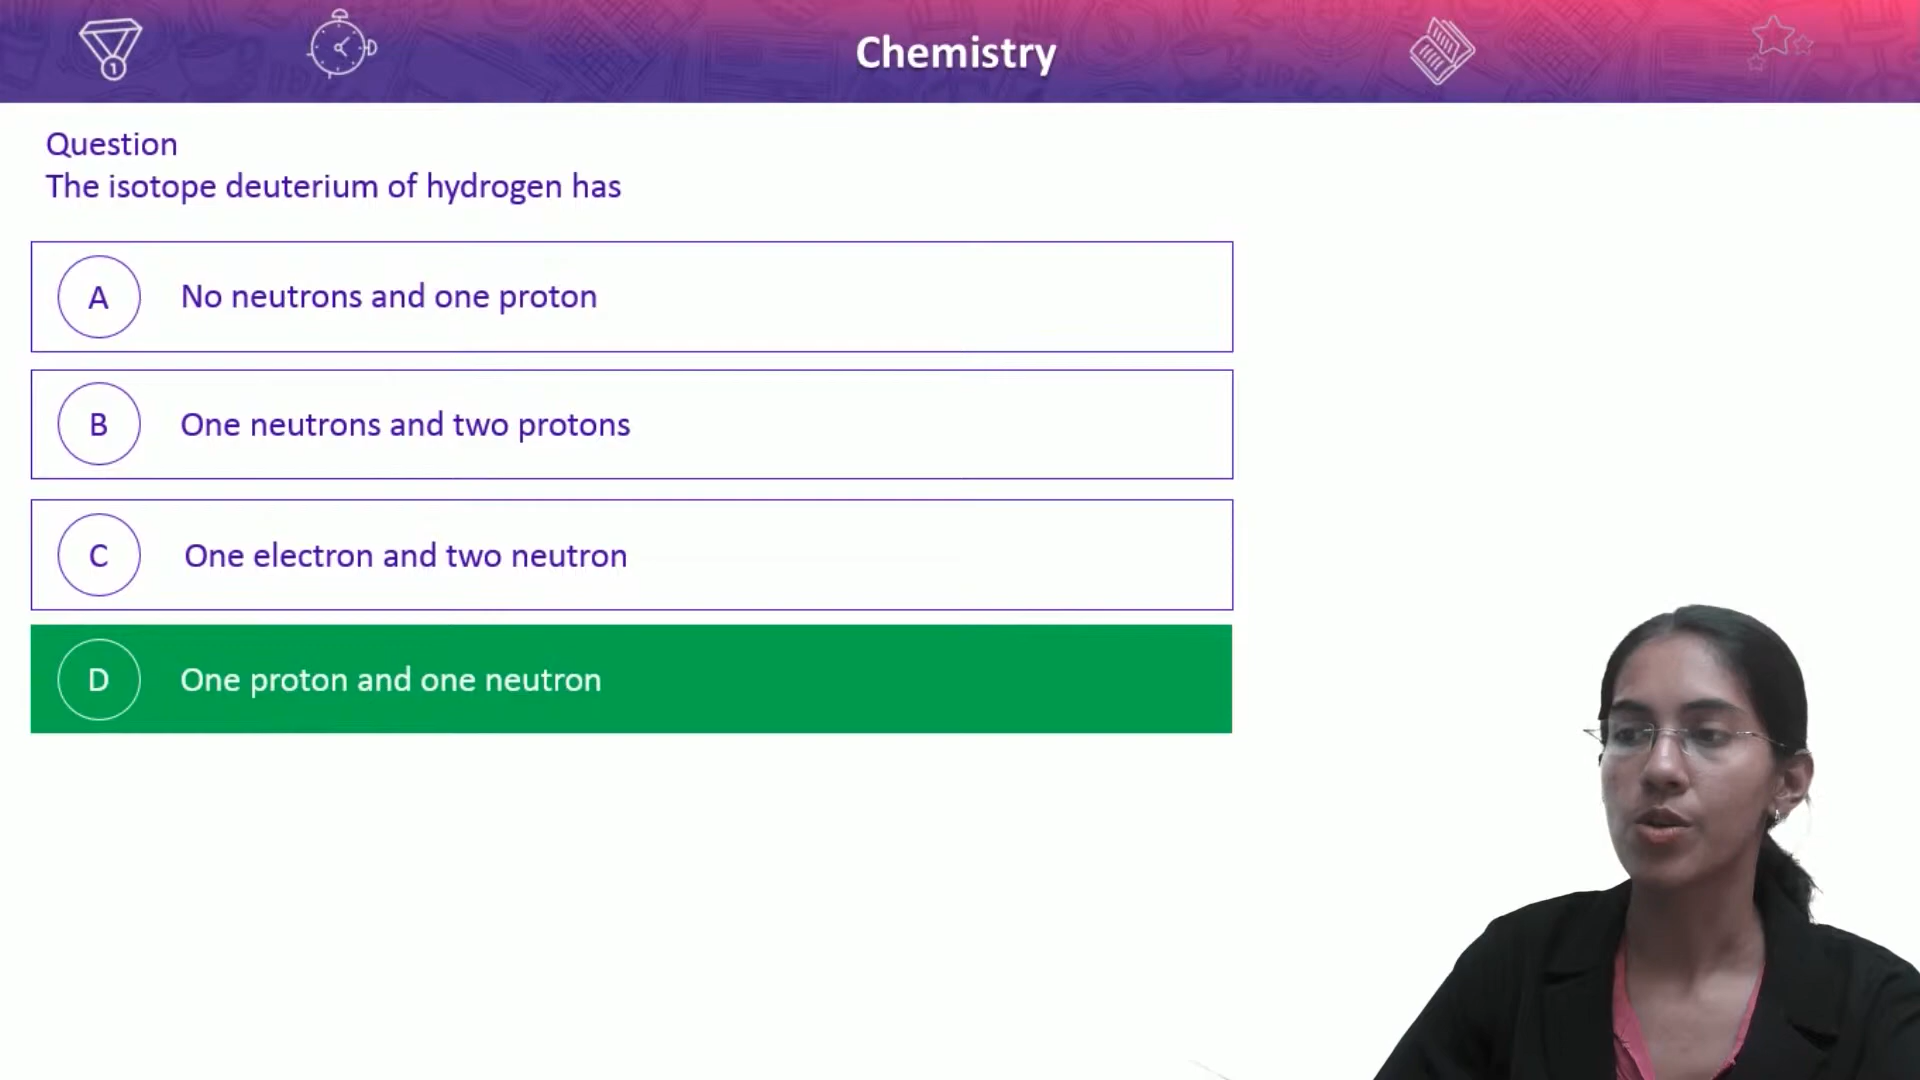 Chemistry
Question
The isotope deuterium of hydrogen has
A No neutrons and one proton
B One neutrons and two protons
C One electron and two neutron
D One proton and one neutron
1